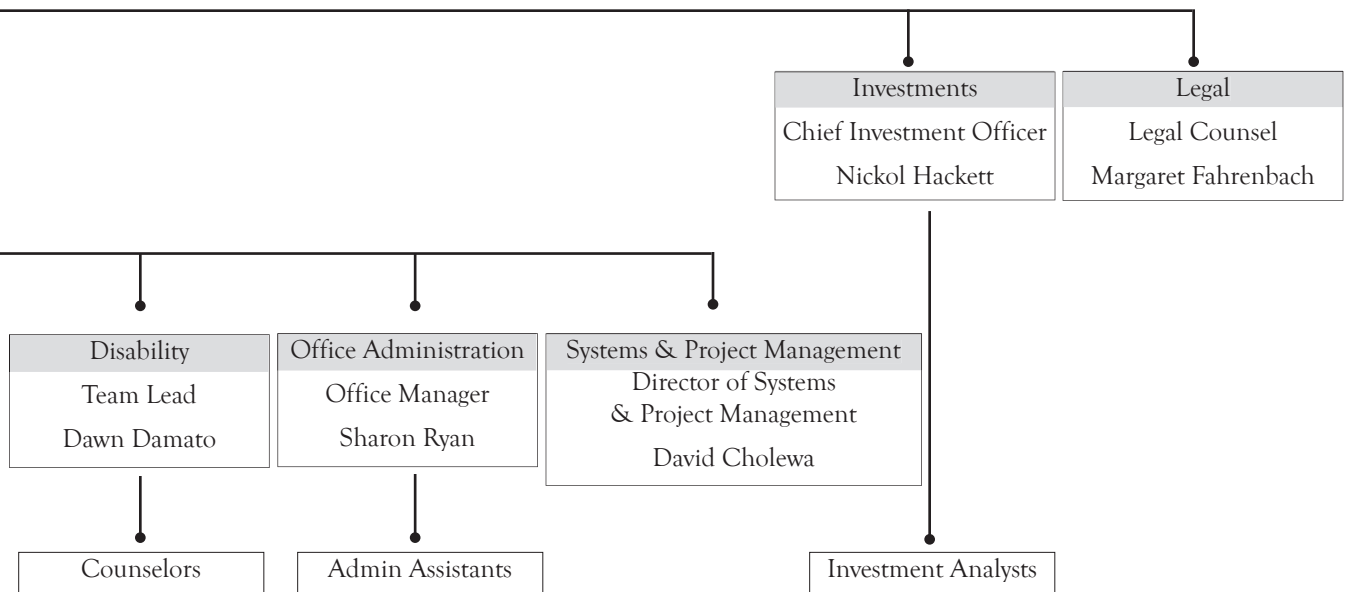 Investments
Chief Investment Officer
Nickol Hackett
Legal
Legal Counsel
Margaret Fahrenbach
Disability
Team Lead
Dawn Damato
Office Administration
Office Manager
Sharon Ryan
Systems & Project Management
Director of Systems
& Project Management
David Cholewa
Counselors
Admin Assistants
Investment Analysts